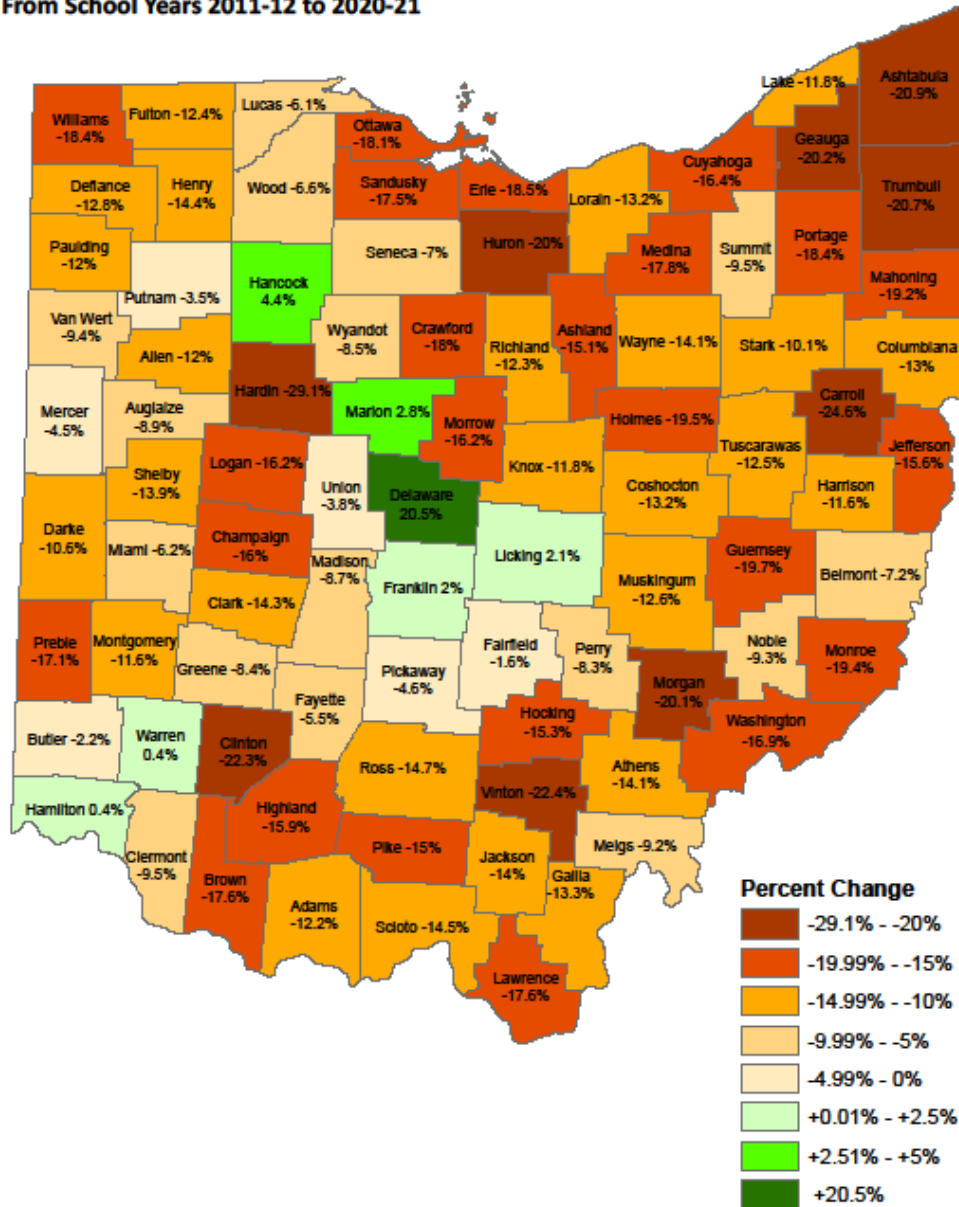 From School Years 2011-12 to 2020-21
Lake -11.8%
Ashtabula
-20.9%
Williams
-18.4%
Fulton -12.4%
Lucas -6.1%
Ottawa
-18.1%
Geauga
-20.2%
Cuyahoga
-16.4%
Defiance
-12.8%
Henry
-14.4%
Wood -6.6%
Sandusky
-17.5%
Erie -18.5%
Lorain -13.2%
Trumbull
-20.7%
Paulding
-12%
Seneca -7%
Huron -20%
Medina
-17.8%
Summit
-9.5%
Portage
-18.4%
Hancock
4.4%
Putnam -3.5%
Mahoning
-19.2%
Van Wert
-9.4%
Allen -12%
Wyandot
-8.5%
Crawford
-18%
Richland
-12.3%
Ashland
-15.1%
Wayne -14.1%
Stark -10.1%
Columbiana
-13%
Mercer
-4.5%
Auglaize
-8.9%
Hardin -29.1%
Marion 2.8%
Morrow
-16.2%
Holmes -19.5%
Carroll
-24.6%
Tuscarawas
-12.5%
Jefferson
-15.6%
Shelby
-13.9%
Logan -16.2%
Union
-3.8%
Delaware
20.5%
Knox -11.8%
Coshocton
-13.2%
Harrison
-11.6%
Darke
-10.6%
Miami -6.2%
Champaign
-16%
Madison
-8.7%
Franklin 2%
Licking 2.1%
Muskingum
-12.6%
Guernsey
-19.7%
Belmont -7.2%
Clark -14.3%
Preble
-17.1%
Montgomery
-11.6%
Greene -8.4%
Pickaway
-4.6%
Fairfield
-1.6%
Perry
-8.3%
Noble
-9.3%
Monroe
-19.4%
Morgan
-20.1%
Fayette
-5.5%
Hocking
-15.3%
Washington
-16.9%
Butler -2.2%
Warren
0.4%
Clinton
-22.3%
Ross -14.7%
Athens
-14.1%
Vinton -22.4%
Hamilton 0.4%
Highland
-15.9%
Clermont
-9.5%
Pike -15%
Jackson
-14%
Meigs -9.2%
Brown
-17.6%
Gallia
-13.3%
Adams
-12.2%
Scioto -14.5%
Lawrence
-17.6%
Percent Change
-29.1% - -20%
-19.99% - -15%
-14.99% - -10%
-9.99% - -5%
-4.99% - 0%
+0.01% - +2.5%
+2.51% - +5%
+20.5%